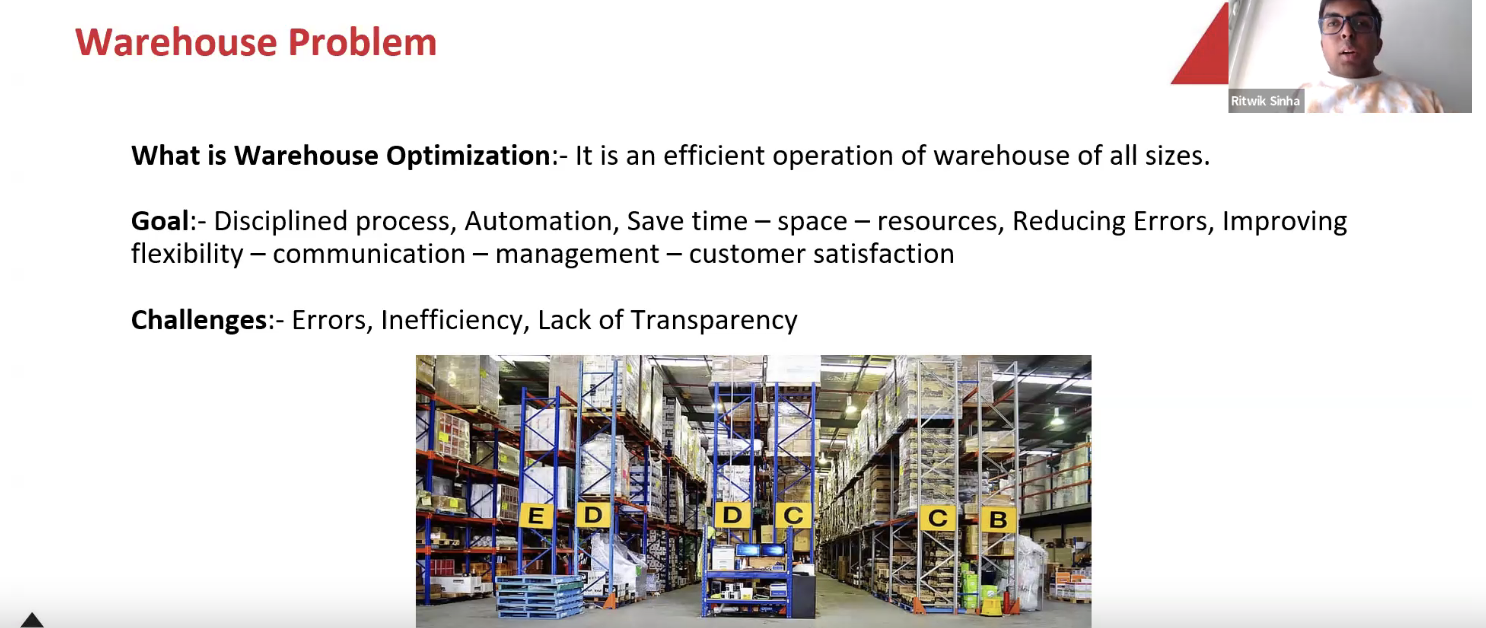 Warehouse Problem
Ritwik Sinha
What is Warehouse Optimization:- It is an efficient operation of warehouse of all sizes.
Goal:- Disciplined process, Automation, Save time – space – resources, Reducing Errors, Improving
flexibility – communication – management – customer satisfaction
Challenges:- Errors, Inefficiency, Lack of Transparency
E D D C C B